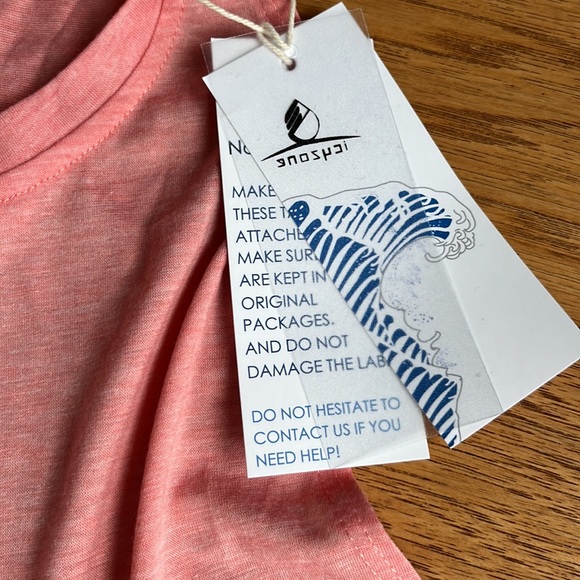 icyzone
MAKE
THESE
ATTACHE
MAKE SUR
ARE KEPT IN
ORIGINAL
PACKAGES.
AND DO NOT
DAMAGE THE LAB
DO NOT HESITATE TO
CONTACT US IF YOU
NEED HELP!